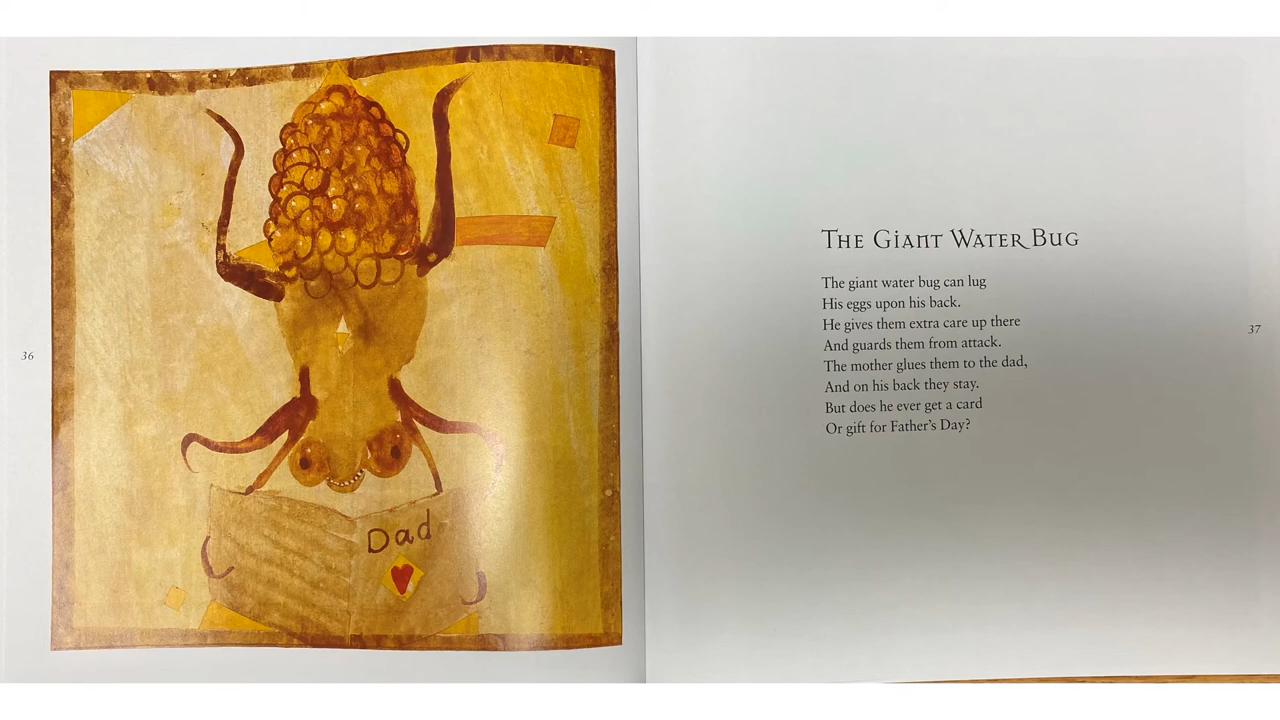 36
Dad
The Giant Water Bug
The giant water bug can lug
His eggs upon his back.
He gives them extra care up there
And guards them from attack.
The mother glues them to the dad,
And on his back they stay.
But does he ever get a card
Or gift for Father's Day?
37